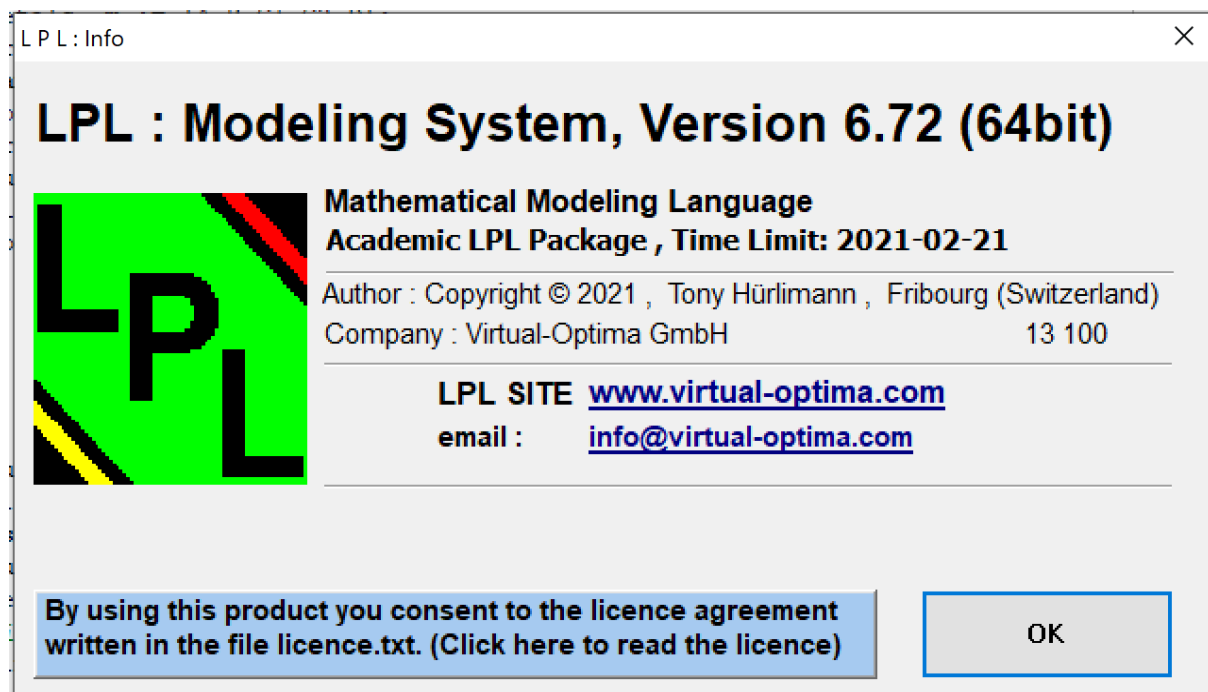 L P L : Info
LPL : Modeling System, Version 6.72 (64bit)
LPL
Mathematical Modeling Language
Academic LPL Package , Time Limit: 2021-02-21
Author : Copyright © 2021 , Tony Hürlimann , Fribourg (Switzerland)
Company : Virtual-Optima GmbH 13 100
LPL SITE www.virtual-optima.com
email : info@virtual-optima.com
By using this product you consent to the licence agreement
written in the file licence.txt. (Click here to read the licence)
OK